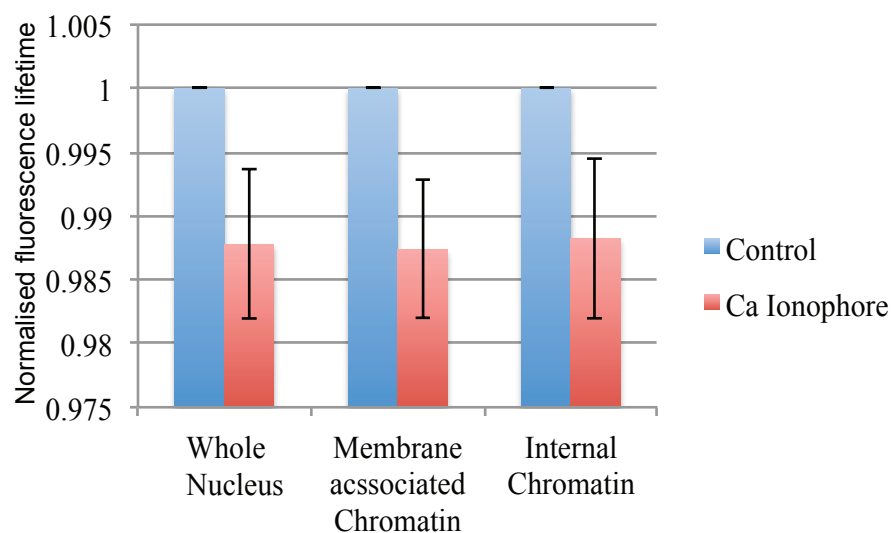 Normalised fluorescence lifetime
1.005
1
0.995
0.99
0.985
0.98
0.975
Whole
Nucleus
Membrane
acssociated
Chromatin
Internal
Chromatin
Control
Ca Ionophore